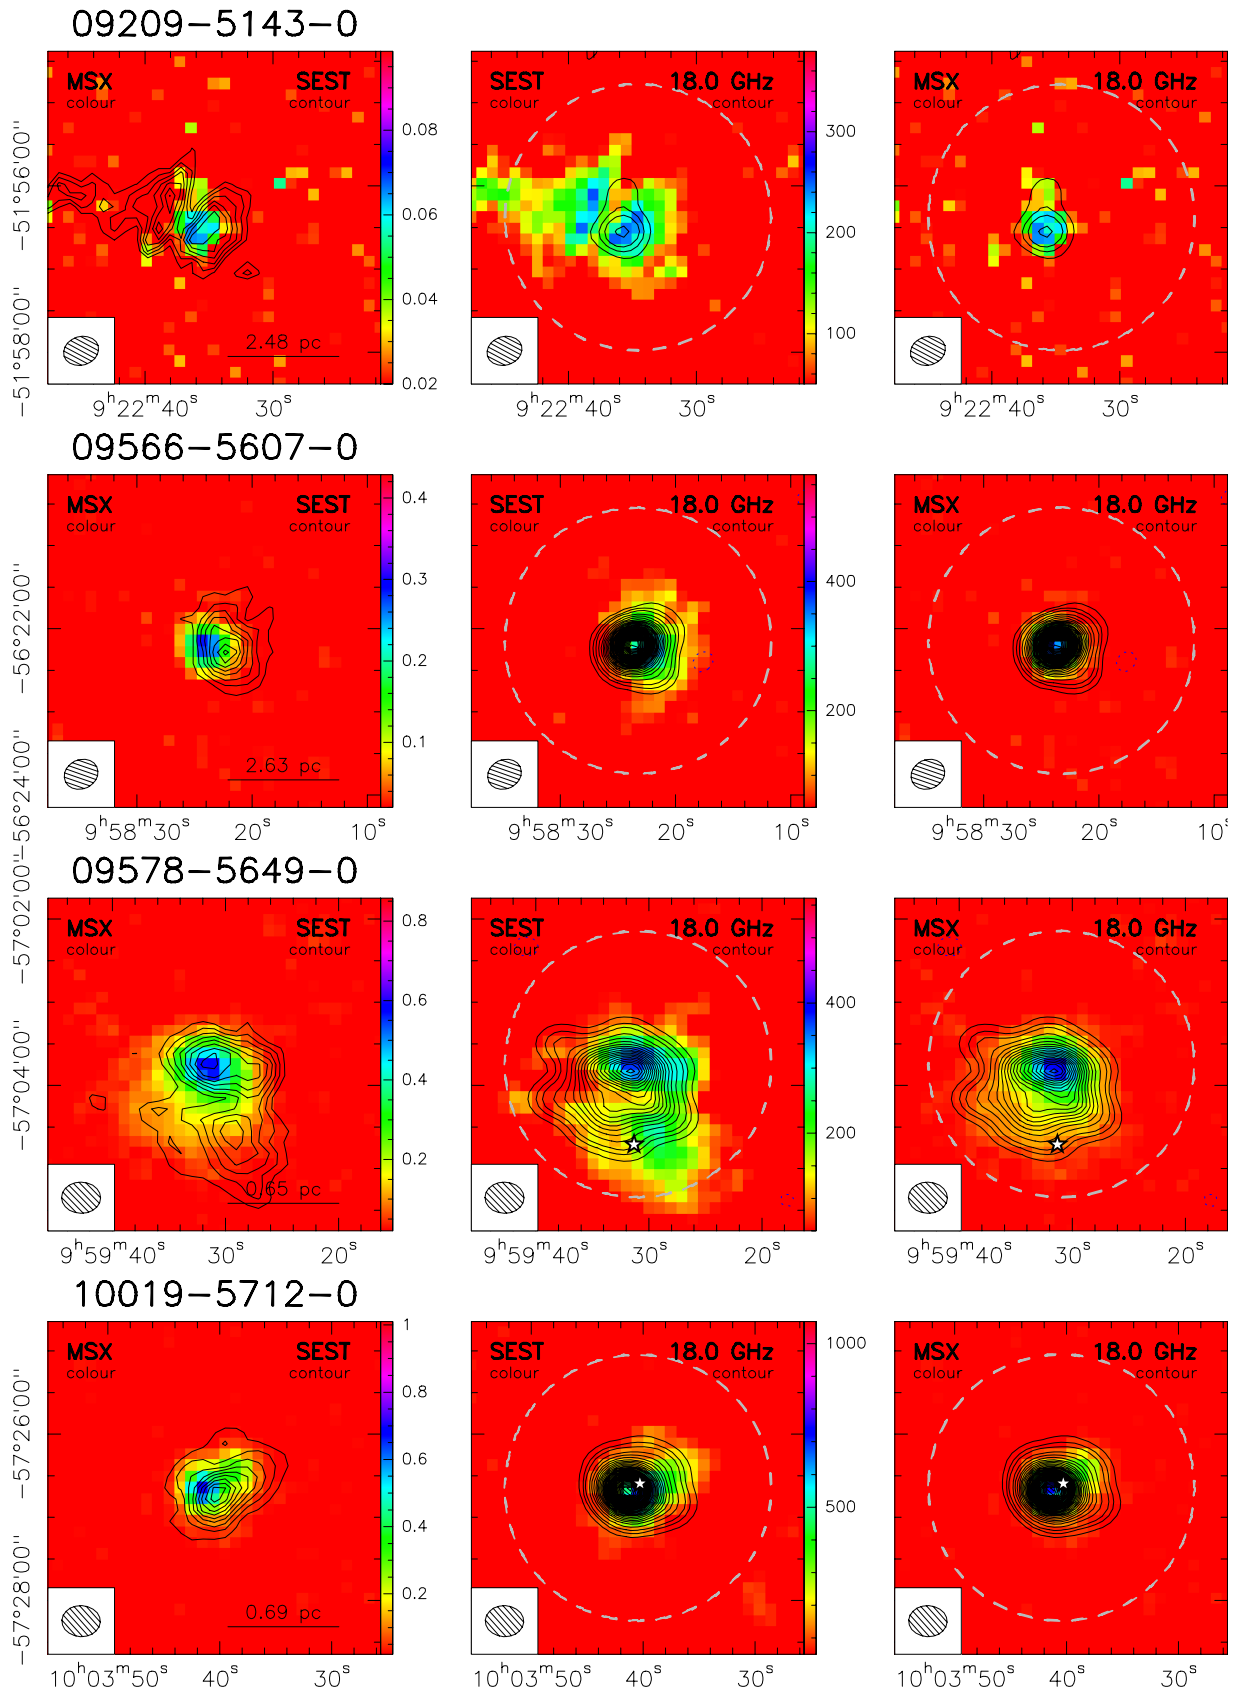 09209−5143−0
MSX SEST
colour contour
SEST 18.0 GHz
colour contour
MSX 18.0 GHz
colour contour
−51°56'00"
−51°58'00"
0.08
0.06
0.04
0.02
300
200
100
2.48 pc
9ʰ22ᵐ40ˢ 30ˢ
9ʰ22ᵐ40ˢ 30ˢ
9ʰ22ᵐ40ˢ 30ˢ
09566−5607−0
MSX SEST
colour contour
SEST 18.0 GHz
colour contour
MSX 18.0 GHz
colour contour
−56°22'00"
−56°24'00"
0.4
0.3
0.2
0.1
400
200
2.63 pc
9ʰ58ᵐ30ˢ 20ˢ 10ˢ
9ʰ58ᵐ30ˢ 20ˢ
9ʰ58ᵐ30ˢ 20ˢ 10ˢ
09578−5649−0
MSX SEST
colour contour
SEST 18.0 GHz
colour contour
MSX 18.0 GHz
colour contour
−57°02'00"
−57°04'00"
0.8
0.6
0.4
0.2
400
200
0.65 pc
9ʰ59ᵐ40ˢ 30ˢ 20ˢ
9ʰ59ᵐ40ˢ 30ˢ 20ˢ
9ʰ59ᵐ40ˢ 30ˢ 20ˢ
10019−5712−0
MSX SEST
colour contour
SEST 18.0 GHz
colour contour
MSX 18.0 GHz
colour contour
−57°26'00"
−57°28'00"
1
0.8
0.6
0.4
0.2
1000
500
0.69 pc
10ʰ03ᵐ50ˢ 40ˢ 30ˢ
10ʰ03ᵐ50ˢ 40ˢ 30ˢ
10ʰ03ᵐ50ˢ 40ˢ 30ˢ